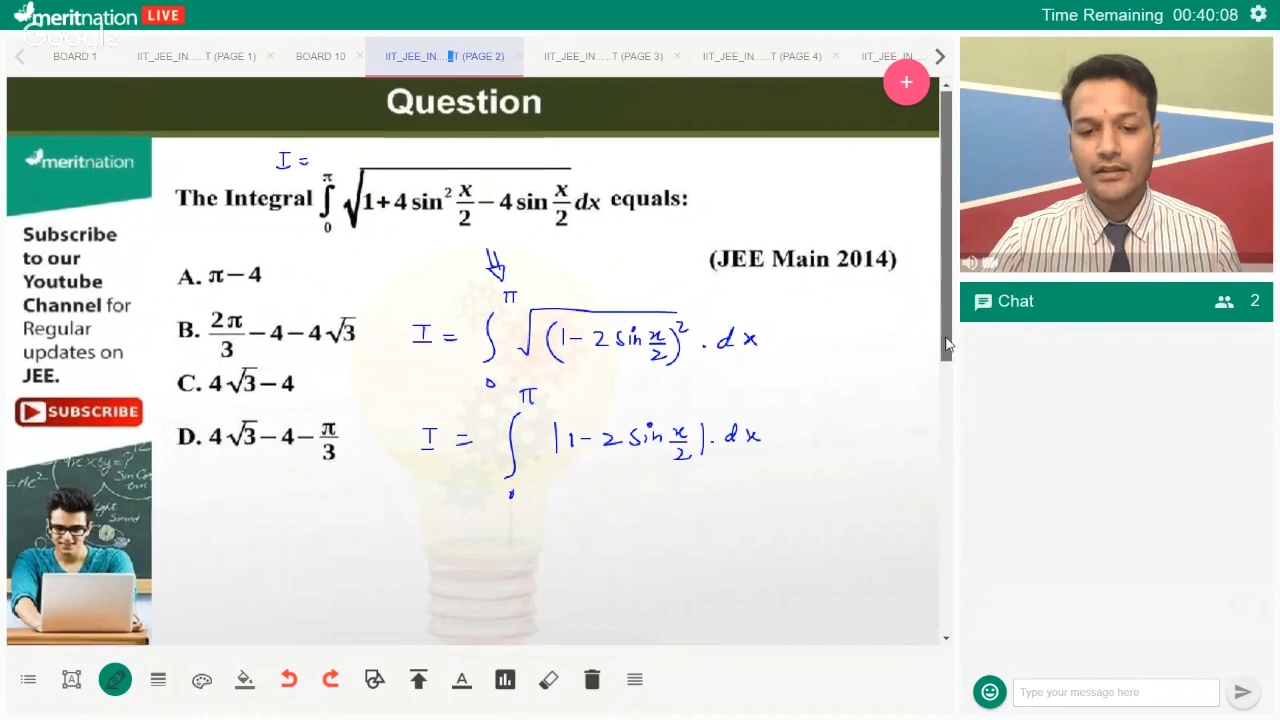 meritnation LIVE
Google
Time Remaining 00:40:08
BOARD 1
IIT_JEE_IN......T (PAGE 1)
BOARD 10
IIT_JEE_IN......T (PAGE 2)
IIT_JEE_IN......T (PAGE 3)
IIT_JEE_IN......T (PAGE 4)
IIT_JEE_IN......
Question
meritnation
I =
The Integral ∫₀^π √(1+4 sin² x/2 − 4 sin x/2) dx equals:
(JEE Main 2014)
Subscribe
to our
Youtube
Channel for
Regular
updates on
JEE.
SUBSCRIBE
A. π − 4
B. 2π/3 − 4 − 4√3
C. 4√3 − 4
D. 4√3 − 4 − π/3
I = ∫₀^π √((1 − 2 sin x/2)²) . dx
I = ∫₀^π |1 − 2 sin x/2| . dx
Chat
2
Type your message here